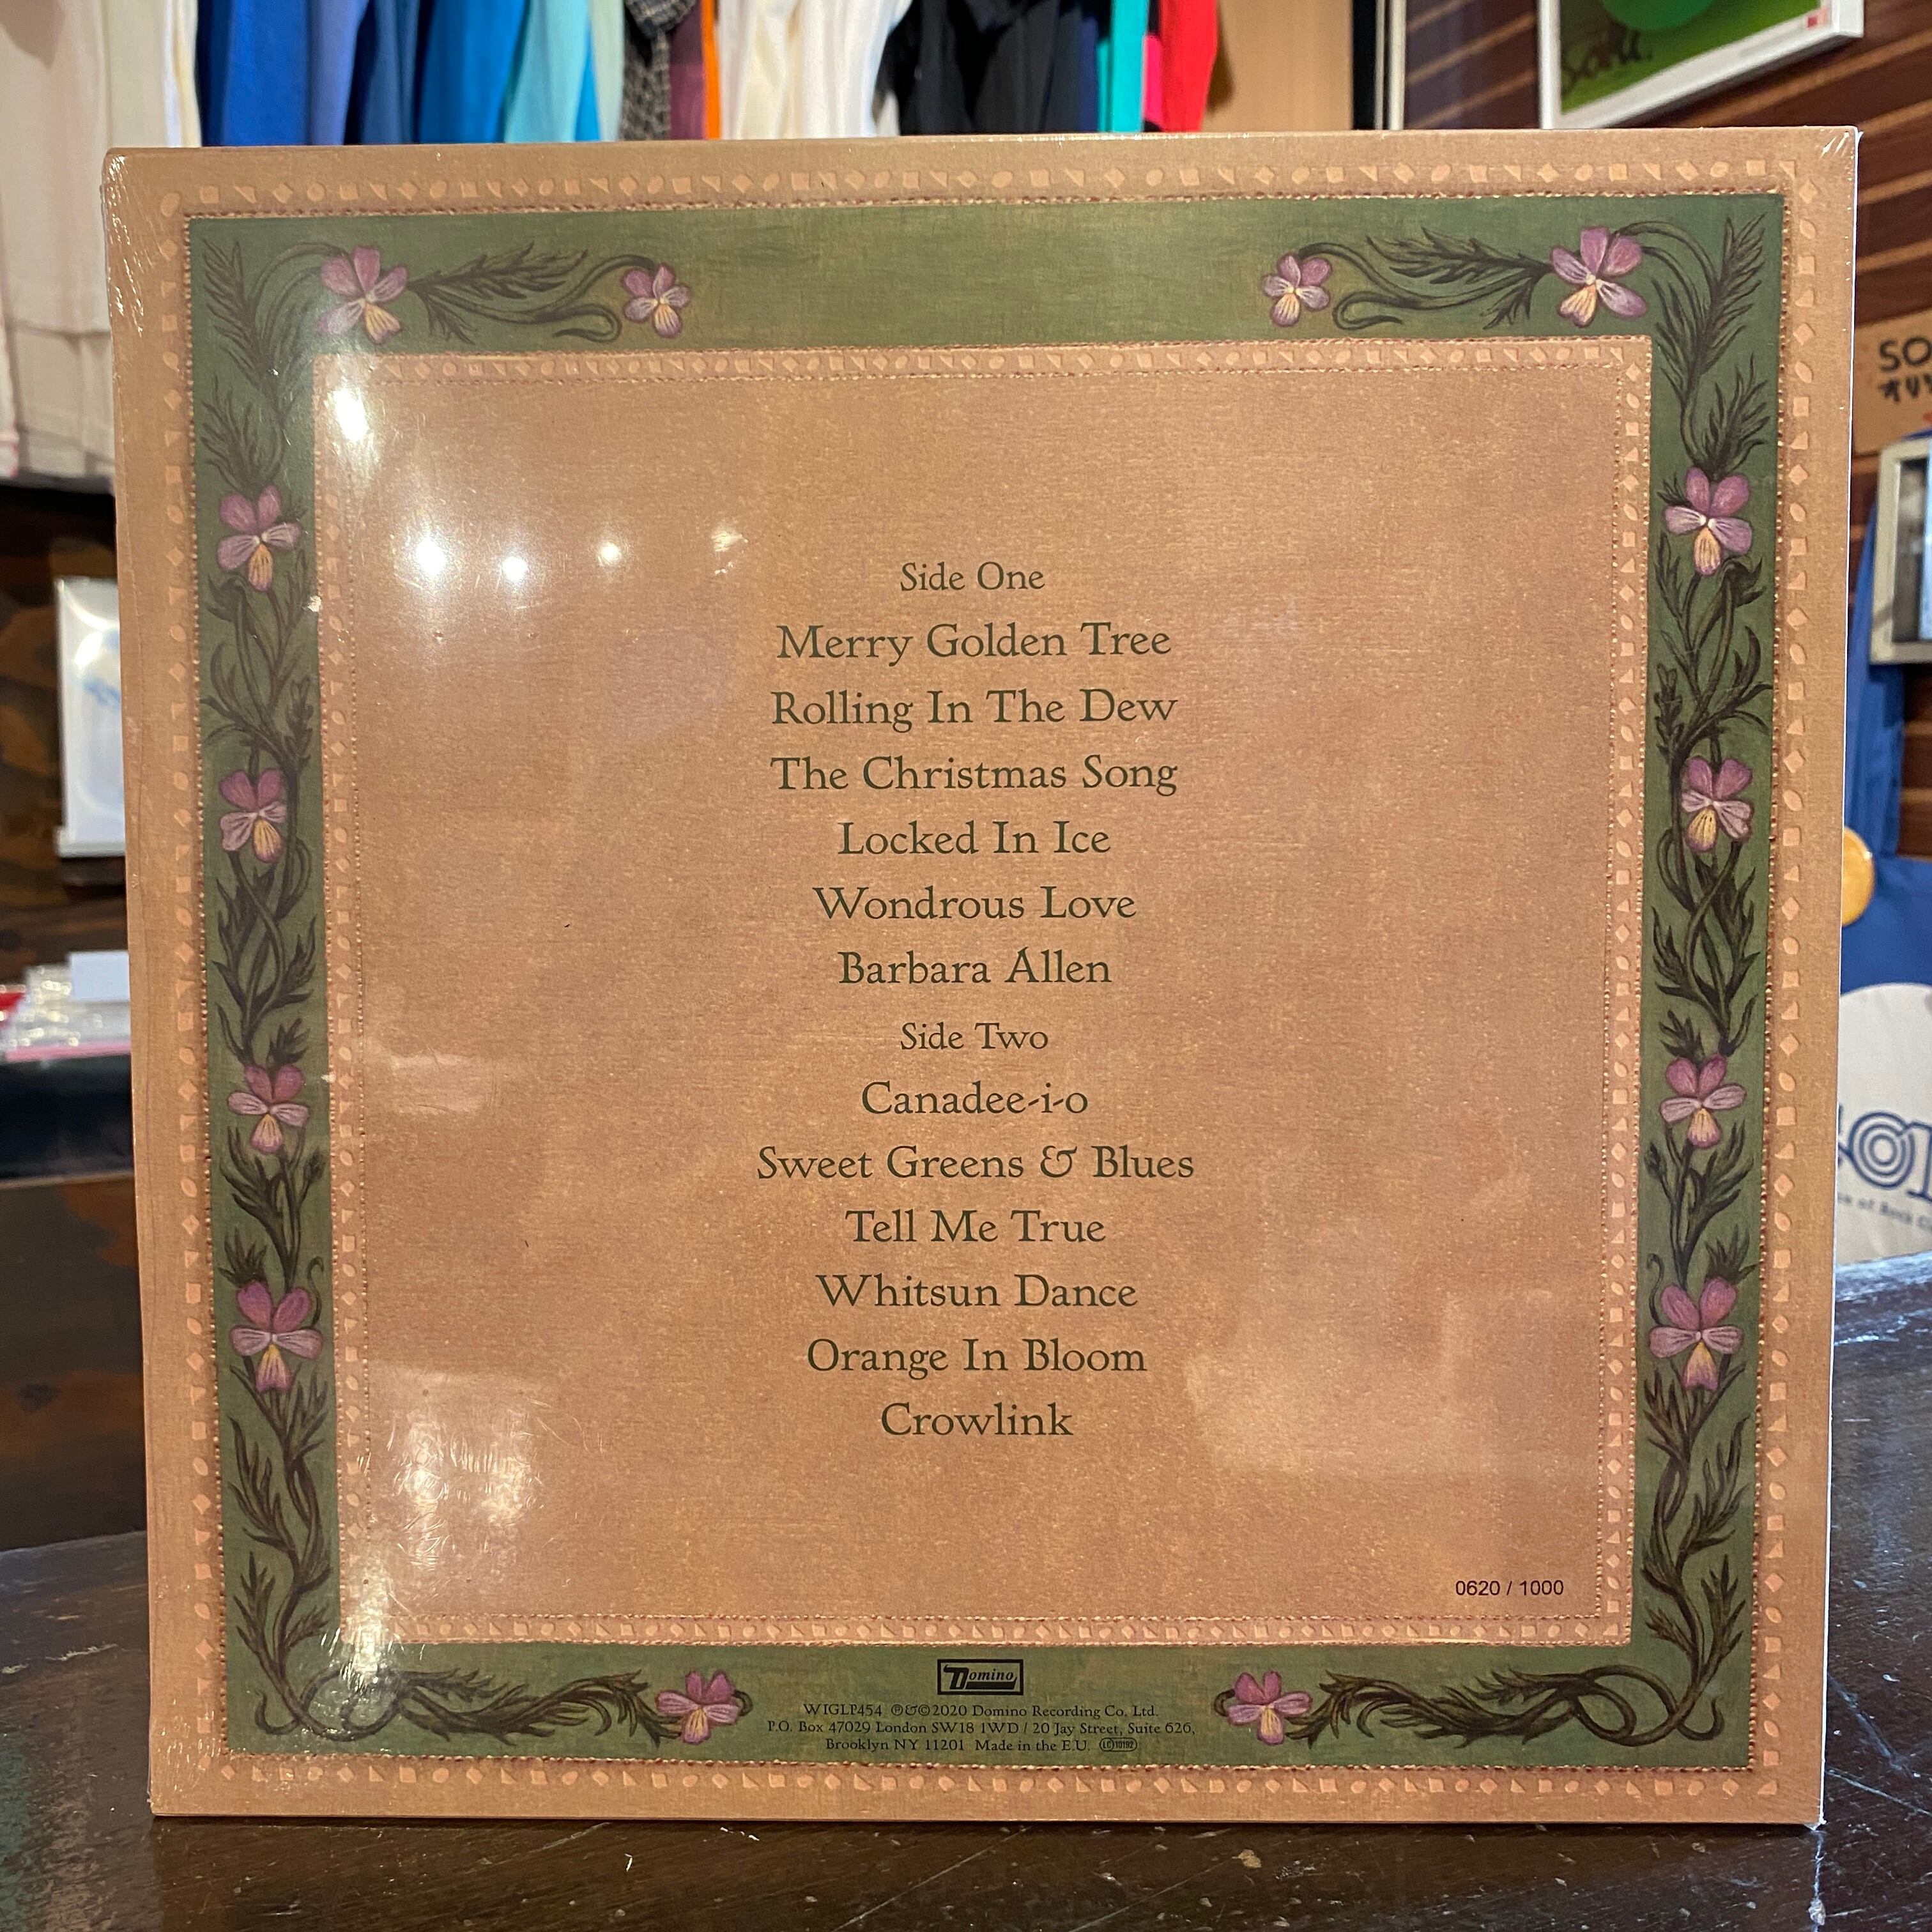 Side One
Merry Golden Tree
Rolling In The Dew
The Christmas Song
Locked In Ice
Wondrous Love
Barbara Allen
Side Two
Canadee-i-o
Sweet Greens & Blues
Tell Me True
Whitsun Dance
Orange In Bloom
Crowlink
0620 / 1000
Domino
WIGLP454 ℗&©2020 Domino Recording Co. Ltd.
P.O. Box 47029 London SW18 1WD / 20 Jay Street, Suite 626,
Brooklyn NY 11201 Made in the E.U. LC 10192